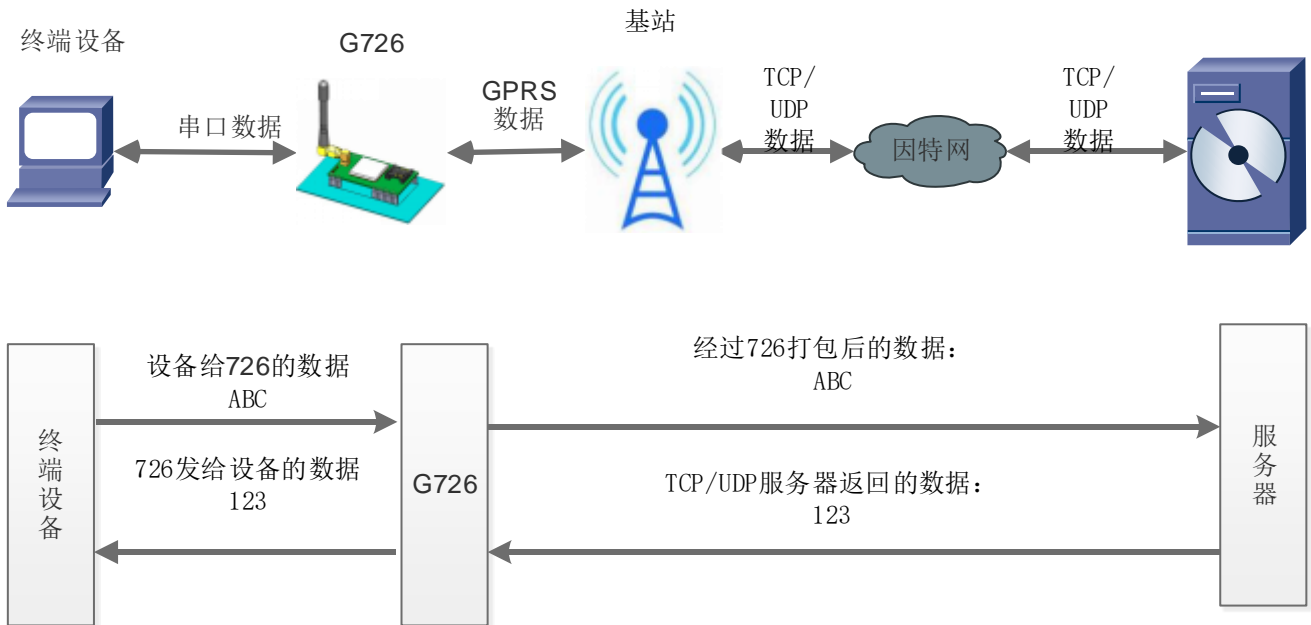 终端设备
G726
基站
串口数据
GPRS
数据
TCP/
UDP
数据
因特网
TCP/
UDP
数据
终端设备
设备给726的数据
ABC
726发给设备的数据
123
G726
经过726打包后的数据:
ABC
TCP/UDP服务器返回的数据:
123
服务器